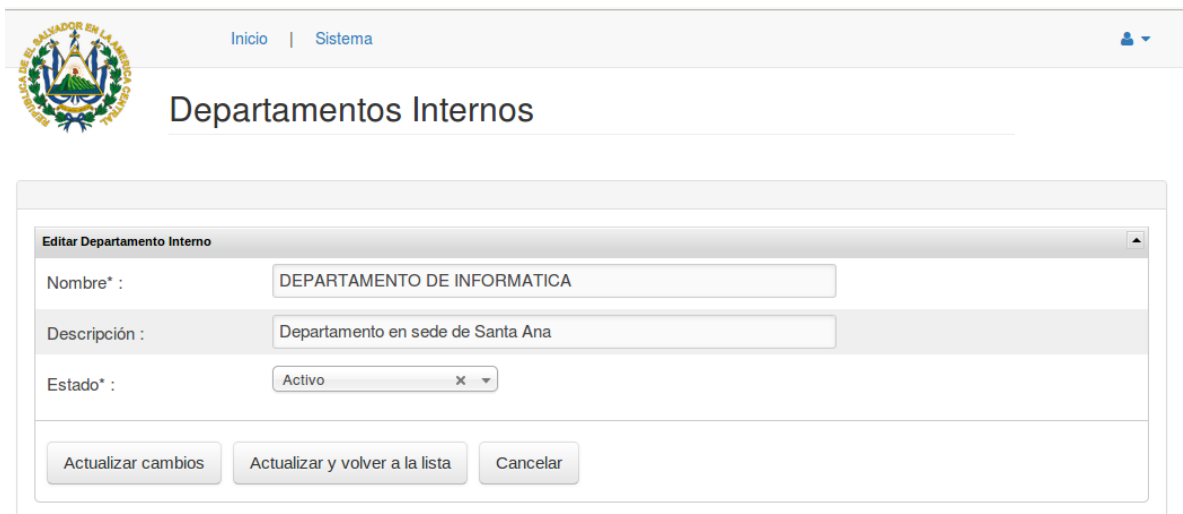 REPUBLICA DE EL SALVADOR EN LA AMERICA CENTRAL
Inicio | Sistema
Departamentos Internos
Editar Departamento Interno
Nombre* : DEPARTAMENTO DE INFORMATICA
Descripción : Departamento en sede de Santa Ana
Estado* : Activo
Actualizar cambios Actualizar y volver a la lista Cancelar